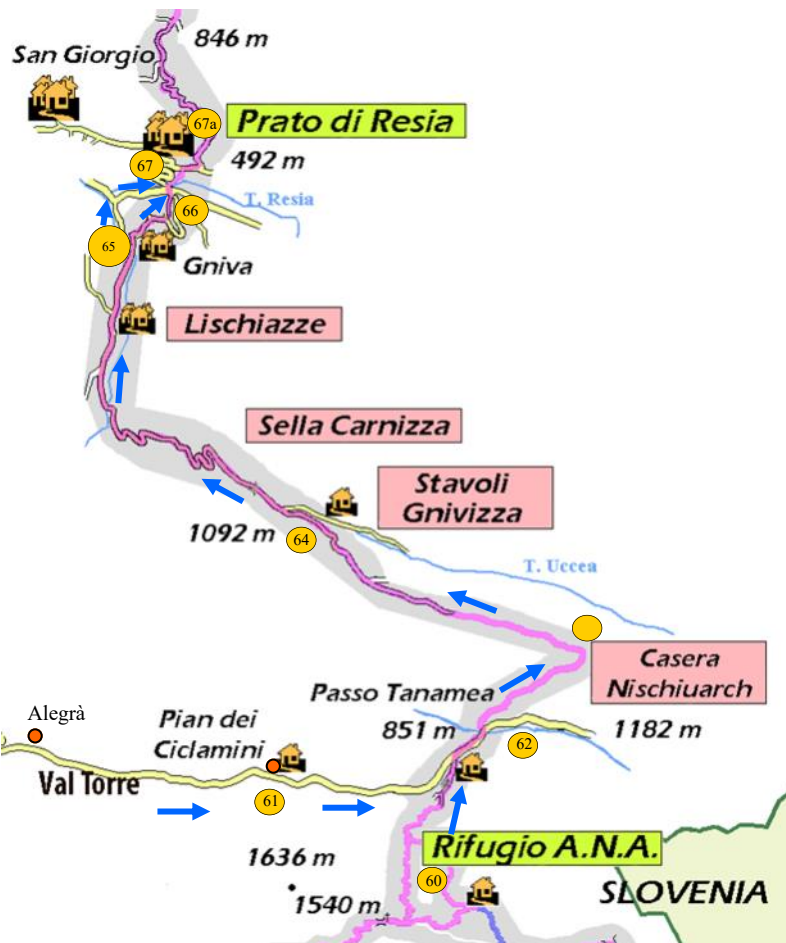 846 m
San Giorgio
67a
Prato di Resia
67
492 m
T. Resia
66
65
Gniva
Lischiazze
Sella Carnizza
Stavoli
Gnivizza
1092 m
64
T. Uccea
Casera
Nischiuarch
Passo Tanamea
Alegrà
Pian dei
Ciclamini
851 m
1182 m
62
Val Torre
61
Rifugio A.N.A.
1636 m
60
1540 m
SLOVENIA